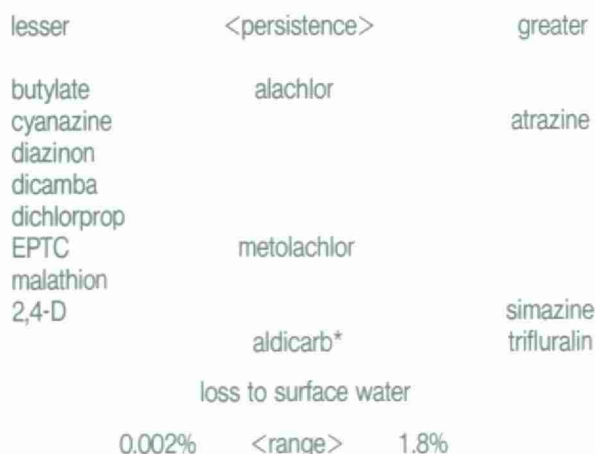 lesser <persistence> greater
butylate alachlor
cyanazine atrazine
diazinon
dicamba
dichlorprop
EPTC metolachlor
malathion
2,4-D simazine
aldicarb* trifluralin
loss to surface water
0.002% <range> 1.8%